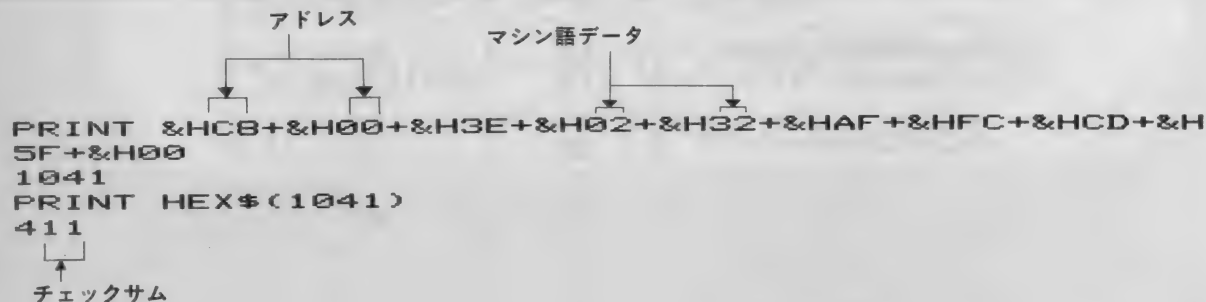 アドレス
マシン語データ
PRINT &HC8+&H00+&H3E+&H02+&H32+&HAF+&HFC+&HCD+&H
5F+&H00
1041
PRINT HEX$(1041)
411
チェックサム